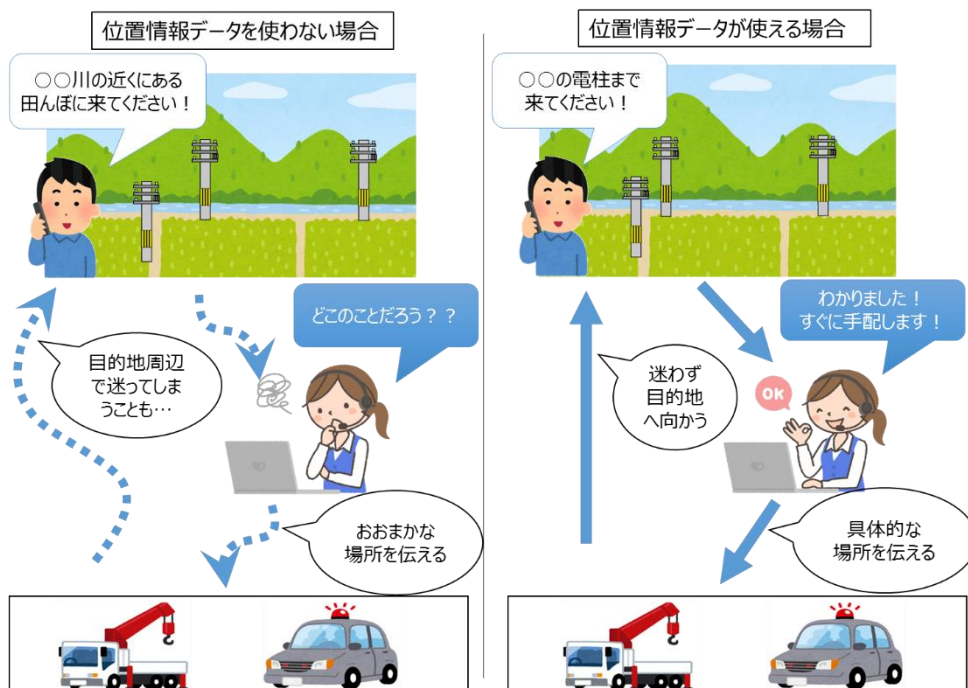 位置情報データを使わない場合
〇〇川の近くにある
田んぼに来てください！
どこのことだろう？？
目的地周辺
で迷ってしま
うことも…
おおまかな
場所を伝える
位置情報データが使える場合
〇〇の電柱まで
来てください！
わかりました！
すぐに手配します！
迷わず
目的地
へ向かう
OK
具体的な
場所を伝える